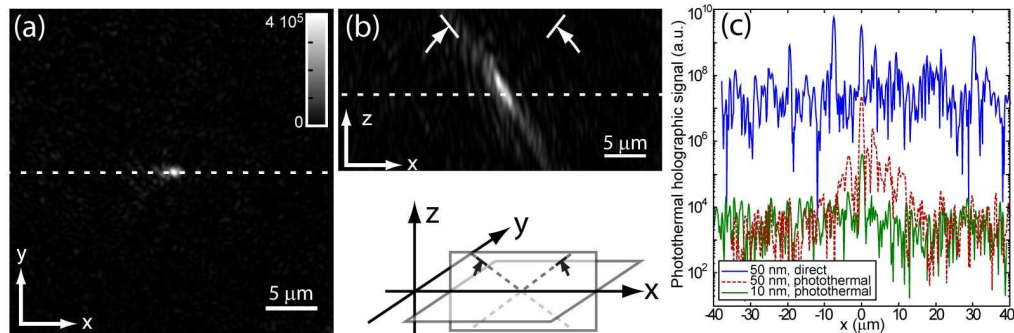 (a)
4 10⁵
0
y
x
5 μm
(b)
z
x
5 μm
z
y
x
(c)
Photothermal holographic signal (a.u.)
10¹⁰
10⁸
10⁶
10⁴
10²
50 nm, direct
50 nm, photothermal
10 nm, photothermal
-40 -30 -20 -10 0 10 20 30 40
x (μm)